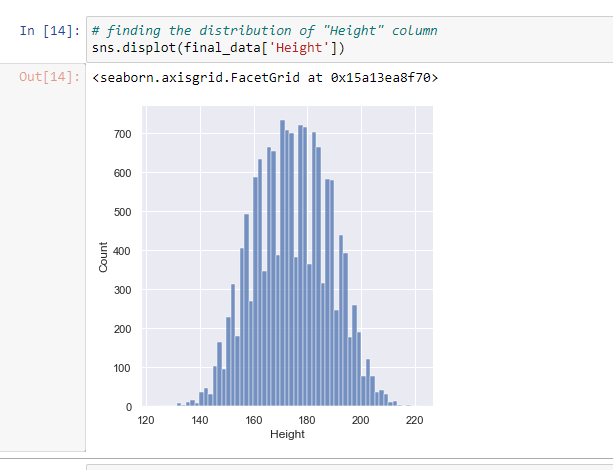 In [14]: # finding the distribution of "Height" column
sns.displot(final_data['Height'])
Out[14]: <seaborn.axisgrid.FacetGrid at 0x15a13ea8f70>
700
600
500
400
300
200
100
0
Count
120 140 160 180 200 220
Height